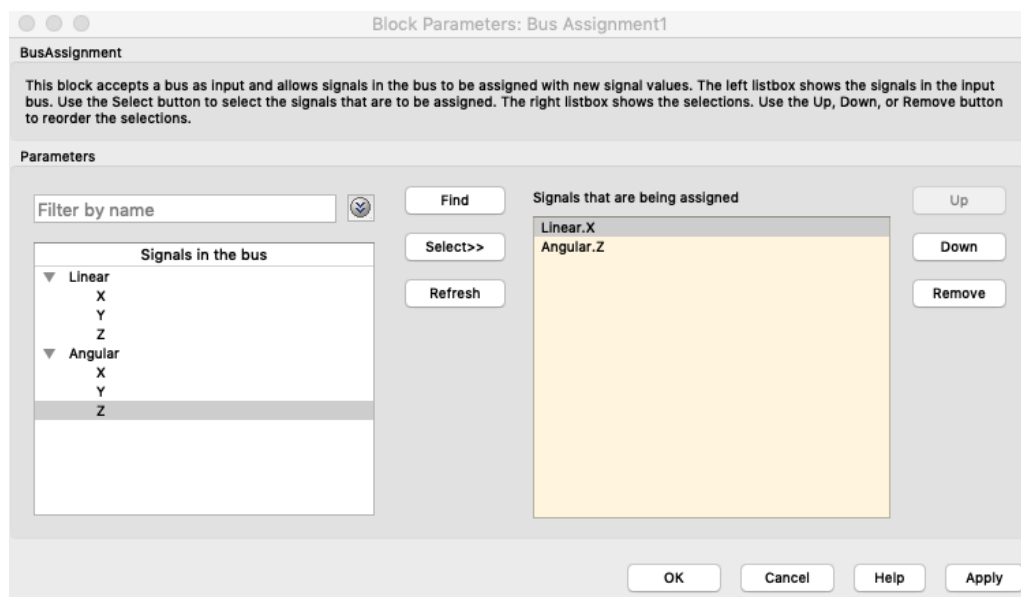 Block Parameters: Bus Assignment1
BusAssignment
This block accepts a bus as input and allows signals in the bus to be assigned with new signal values. The left listbox shows the signals in the input
bus. Use the Select button to select the signals that are to be assigned. The right listbox shows the selections. Use the Up, Down, or Remove button
to reorder the selections.
Parameters
Filter by name
Find
Select>>
Refresh
Signals in the bus
Linear
X
Y
Z
Angular
X
Y
Z
Signals that are being assigned
Linear.X
Angular.Z
Up
Down
Remove
OK
Cancel
Help
Apply